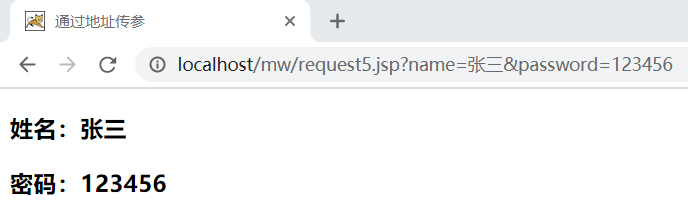 通过地址传参
localhost/mw/request5.jsp?name=张三&password=123456
姓名：张三
密码：123456